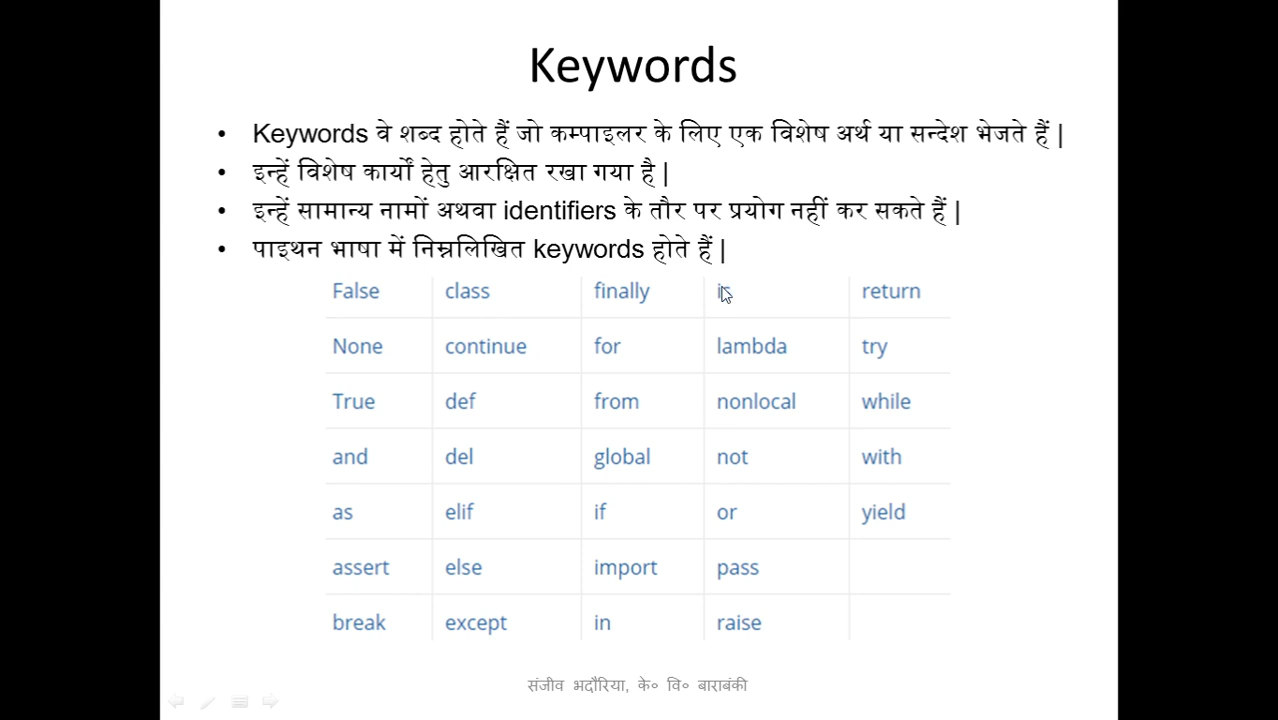 Keywords
• Keywords वे शब्द होते हैं जो कम्पाइलर के लिए एक विशेष अर्थ या सन्देश भेजते हैं |
• इन्हें विशेष कार्यों हेतु आरक्षित रखा गया है |
• इन्हें सामान्य नामों अथवा identifiers के तौर पर प्रयोग नहीं कर सकते हैं |
• पाइथन भाषा में निम्नलिखित keywords होते हैं |
False class finally is return
None continue for lambda try
True def from nonlocal while
and del global not with
as elif if or yield
assert else import pass
break except in raise
संजीव भदौरिया, के० वि० बाराबंकी